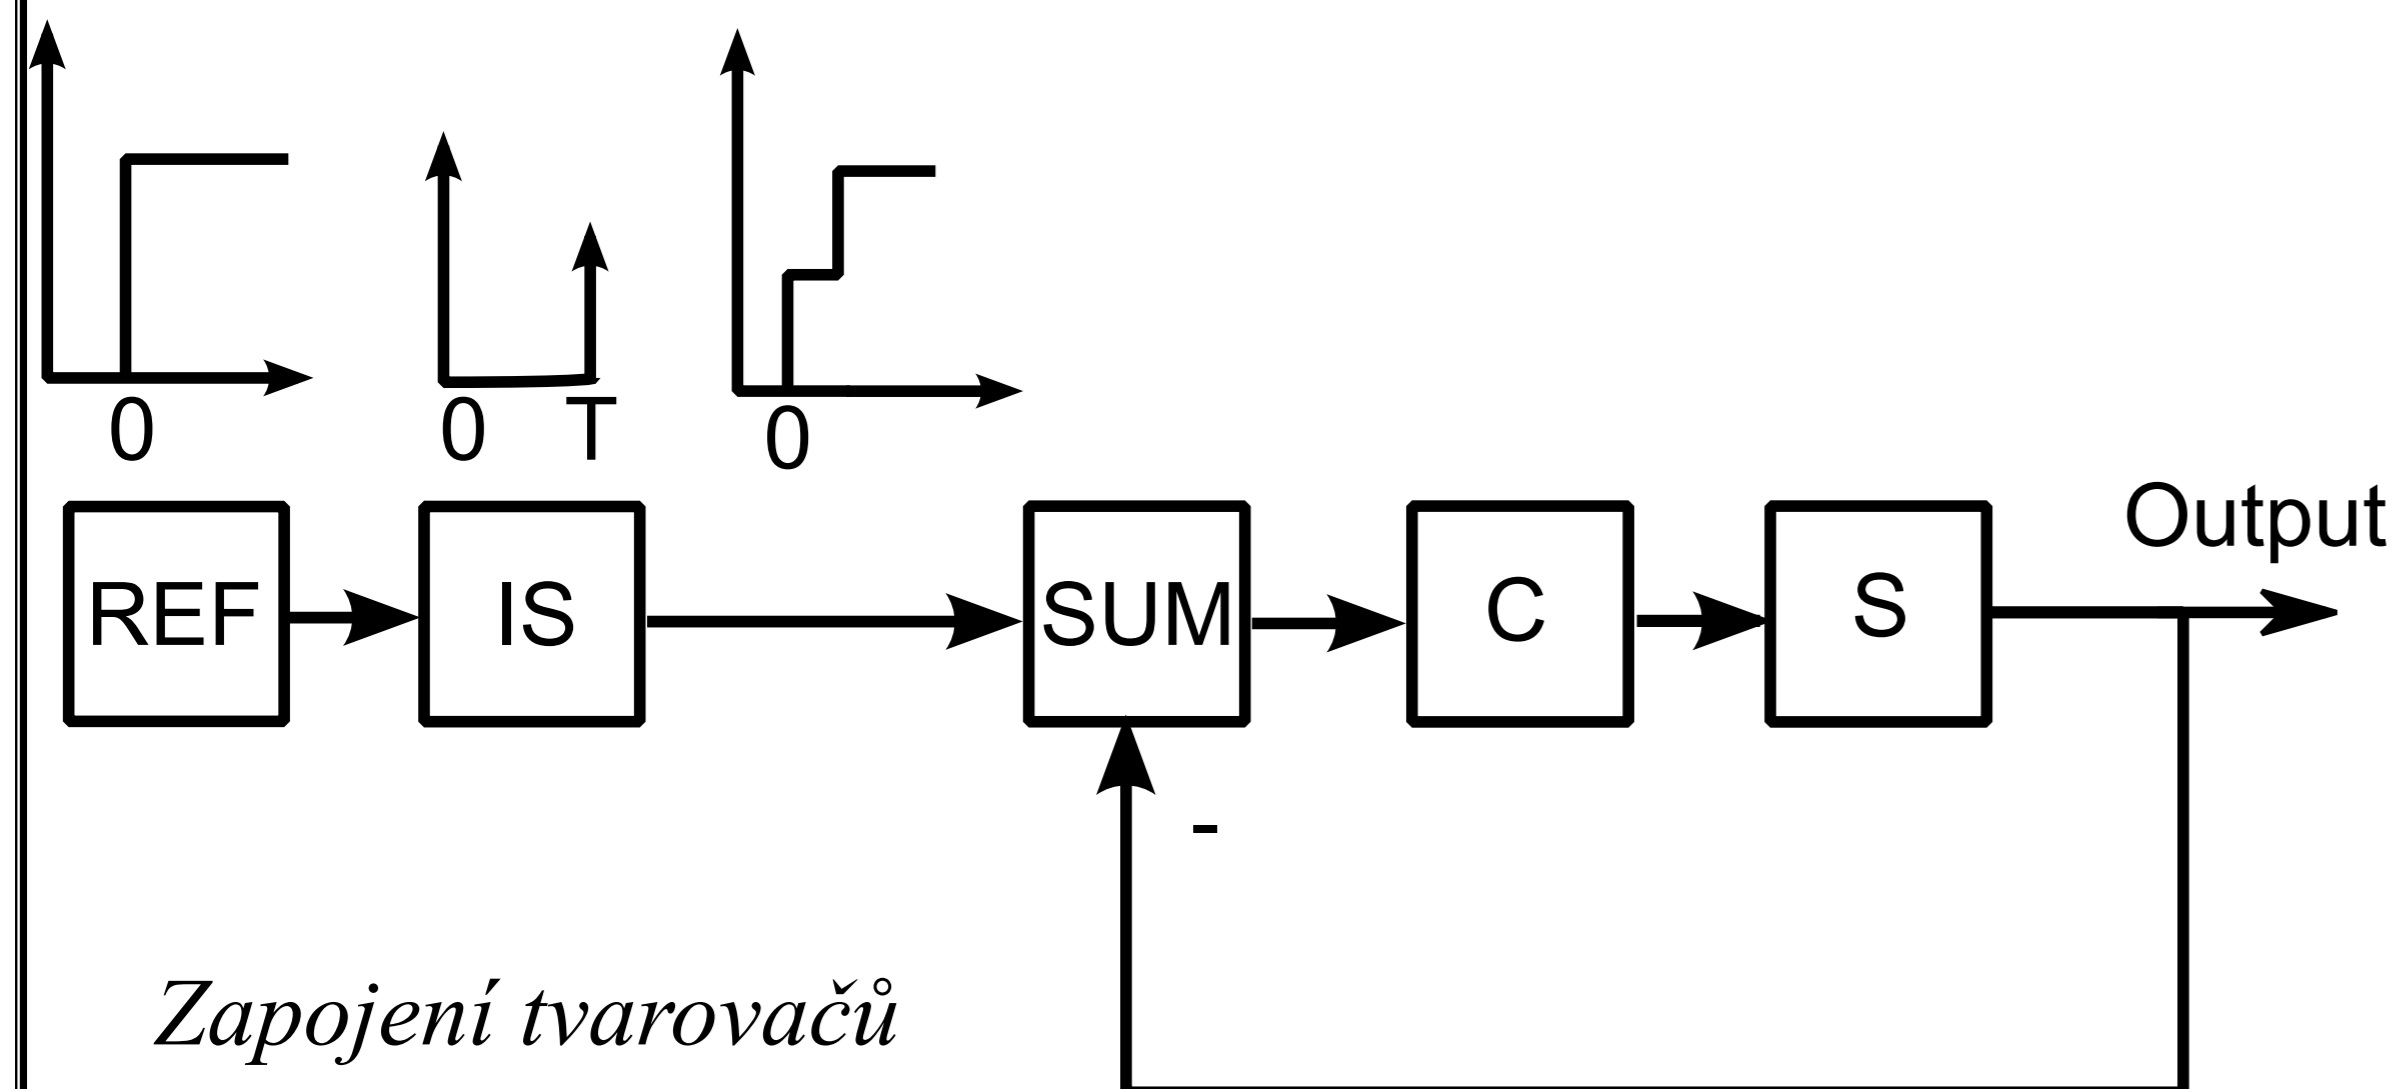 0
0 T
0
Output
REF
IS
SUM
C
S
-
Zapojení tvarovačů